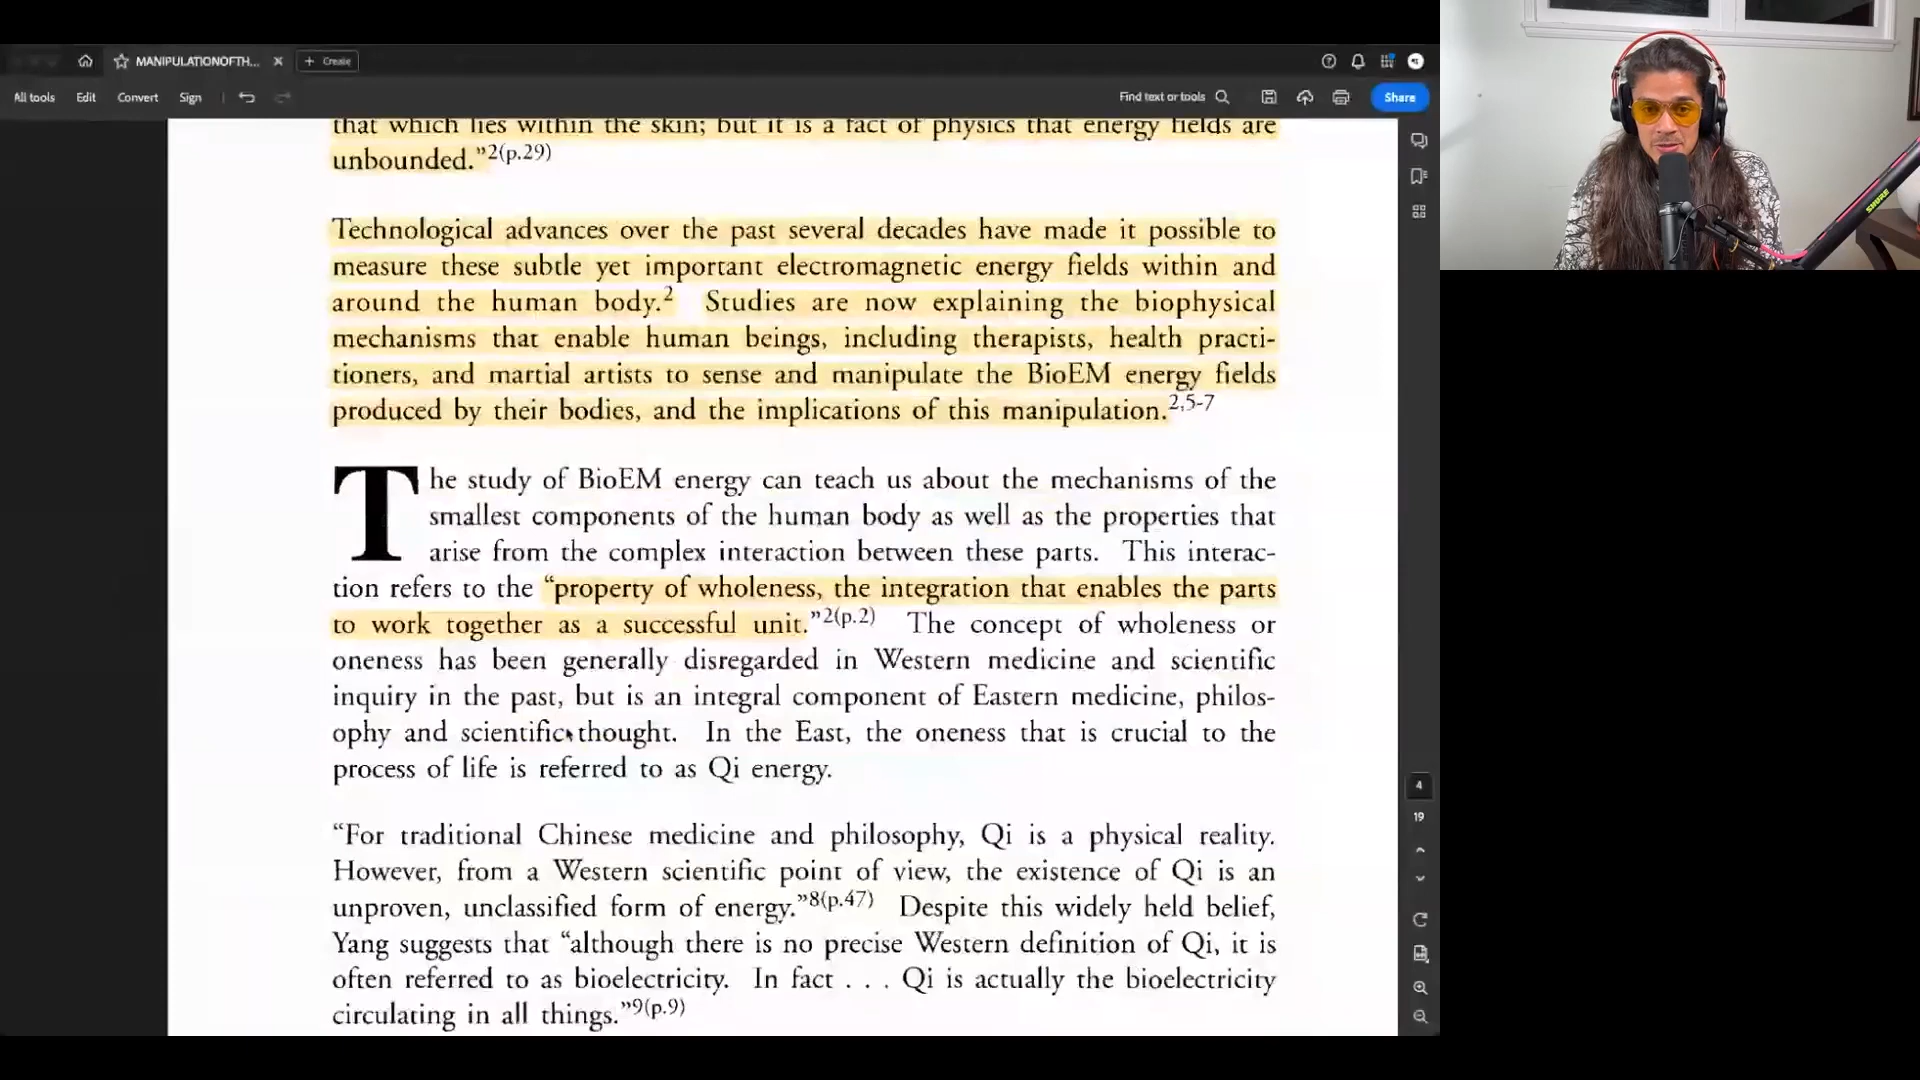 MANIPULATIONOFTH...
Create
All tools
Edit
Convert
Sign
Find text or tools
Share
that which lies within the skin; but it is a fact of physics that energy fields are
unbounded.”2(p.29)
Technological advances over the past several decades have made it possible to
measure these subtle yet important electromagnetic energy fields within and
around the human body.2 Studies are now explaining the biophysical
mechanisms that enable human beings, including therapists, health practi-
tioners, and martial artists to sense and manipulate the BioEM energy fields
produced by their bodies, and the implications of this manipulation.2,5-7
The study of BioEM energy can teach us about the mechanisms of the
smallest components of the human body as well as the properties that
arise from the complex interaction between these parts. This interac-
tion refers to the “property of wholeness, the integration that enables the parts
to work together as a successful unit.”2(p.2) The concept of wholeness or
oneness has been generally disregarded in Western medicine and scientific
inquiry in the past, but is an integral component of Eastern medicine, philos-
ophy and scientific thought. In the East, the oneness that is crucial to the
process of life is referred to as Qi energy.
“For traditional Chinese medicine and philosophy, Qi is a physical reality.
However, from a Western scientific point of view, the existence of Qi is an
unproven, unclassified form of energy.”8(p.47) Despite this widely held belief,
Yang suggests that “although there is no precise Western definition of Qi, it is
often referred to as bioelectricity. In fact . . . Qi is actually the bioelectricity
circulating in all things.”9(p.9)
4
19
SHURE